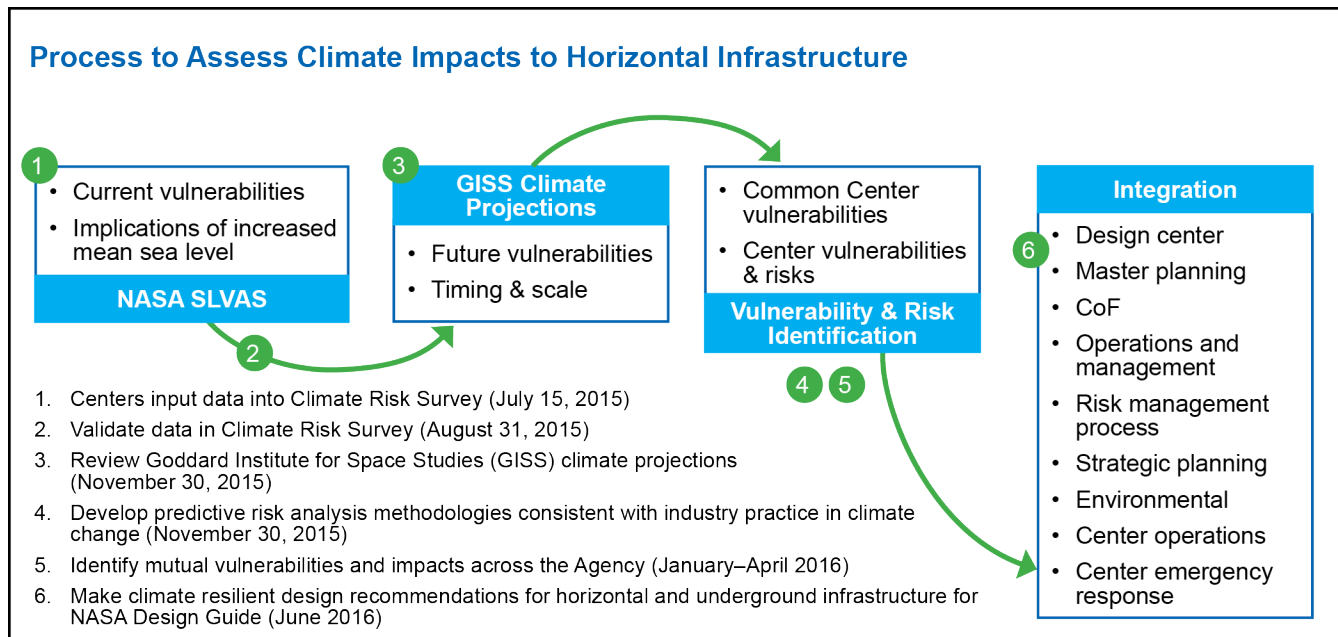 Process to Assess Climate Impacts to Horizontal Infrastructure
1
• Current vulnerabilities
• Implications of increased
mean sea level
NASA SLVAS
2
3
GISS Climate
Projections
• Future vulnerabilities
• Timing & scale
• Common Center
vulnerabilities
• Center vulnerabilities
& risks
Vulnerability & Risk
Identification
4 5
Integration
6
• Design center
• Master planning
• CoF
• Operations and
management
• Risk management
process
• Strategic planning
• Environmental
• Center operations
• Center emergency
response
1. Centers input data into Climate Risk Survey (July 15, 2015)
2. Validate data in Climate Risk Survey (August 31, 2015)
3. Review Goddard Institute for Space Studies (GISS) climate projections
(November 30, 2015)
4. Develop predictive risk analysis methodologies consistent with industry practice in climate
change (November 30, 2015)
5. Identify mutual vulnerabilities and impacts across the Agency (January–April 2016)
6. Make climate resilient design recommendations for horizontal and underground infrastructure for
NASA Design Guide (June 2016)